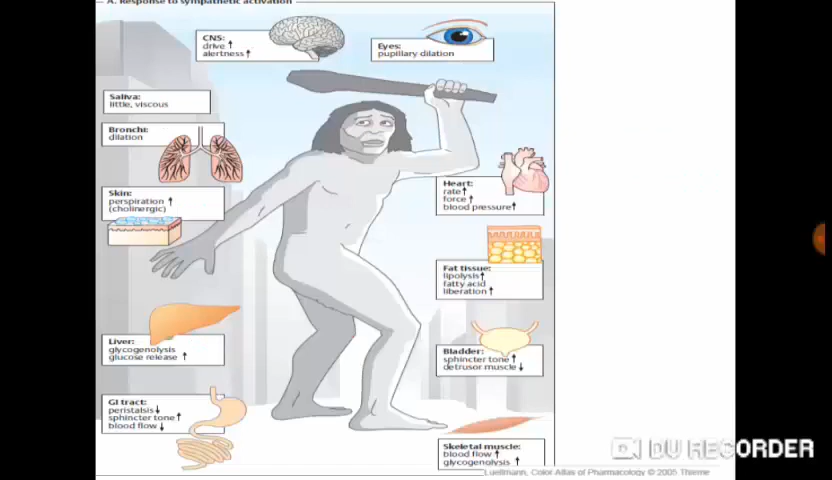 A. Response to sympathetic activation
CNS:
drive ↑
alertness ↑
Eyes:
pupillary dilation
Saliva:
little, viscous
Bronchi:
dilation
Skin:
perspiration ↑
(cholinergic)
Heart:
rate ↑
force ↑
blood pressure ↑
Fat tissue:
lipolysis ↑
fatty acid
liberation ↑
Liver:
glycogenolysis
glucose release ↑
Bladder:
sphincter tone ↑
detrusor muscle ↓
GI tract:
peristalsis ↓
sphincter tone ↑
blood flow ↓
Skeletal muscle:
blood flow ↑
glycogenolysis ↑
DU RECORDER
Luellmann, Color Atlas of Pharmacology © 2005 Thieme